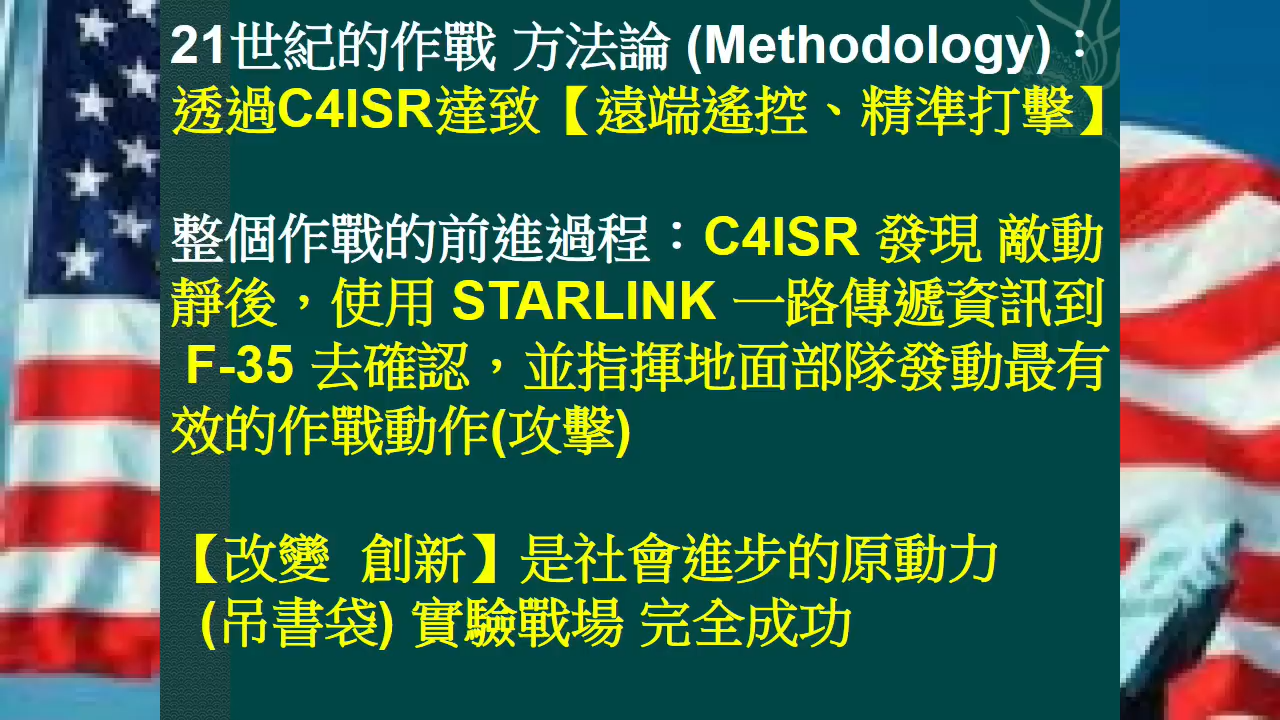 21世紀的作戰 方法論 (Methodology)：
透過C4ISR達致【遠端遙控、精準打擊】
整個作戰的前進過程：C4ISR 發現 敵動
靜後，使用 STARLINK 一路傳遞資訊到
F-35 去確認，並指揮地面部隊發動最有
效的作戰動作(攻擊)
【改變 創新】是社會進步的原動力
(吊書袋) 實驗戰場 完全成功